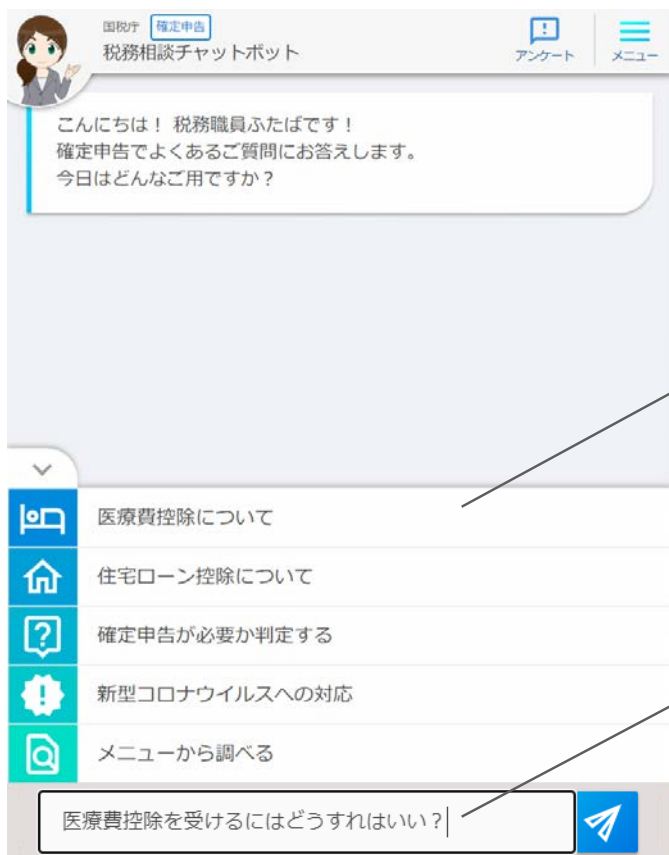 国税庁 確定申告
税務相談チャットボット
アンケート
メニュー
こんにちは！ 税務職員ふたばです！
確定申告でよくあるご質問にお答えします。
今日はどんなご用ですか？
医療費控除について
住宅ローン控除について
確定申告が必要か判定する
新型コロナウイルスへの対応
メニューから調べる
医療費控除を受けるにはどうすれはいい？